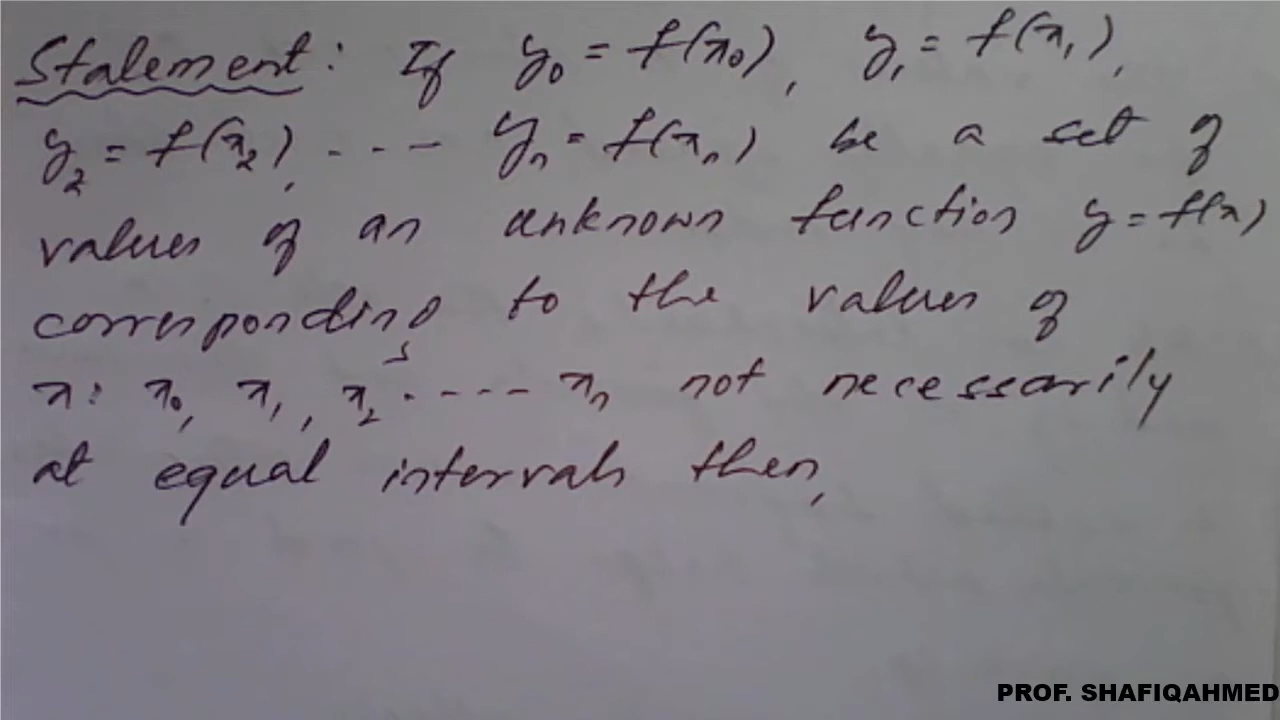 Statement: If y₀ = f(x₀), y₁ = f(x₁),
y₂ = f(x₂), --- yₙ = f(xₙ) be a set of
values of an unknown function y = f(x)
corresponding to the values of
x: x₀, x₁, x₂ ---- xₙ not necessarily
at equal intervals then,
PROF. SHAFIQAHMED